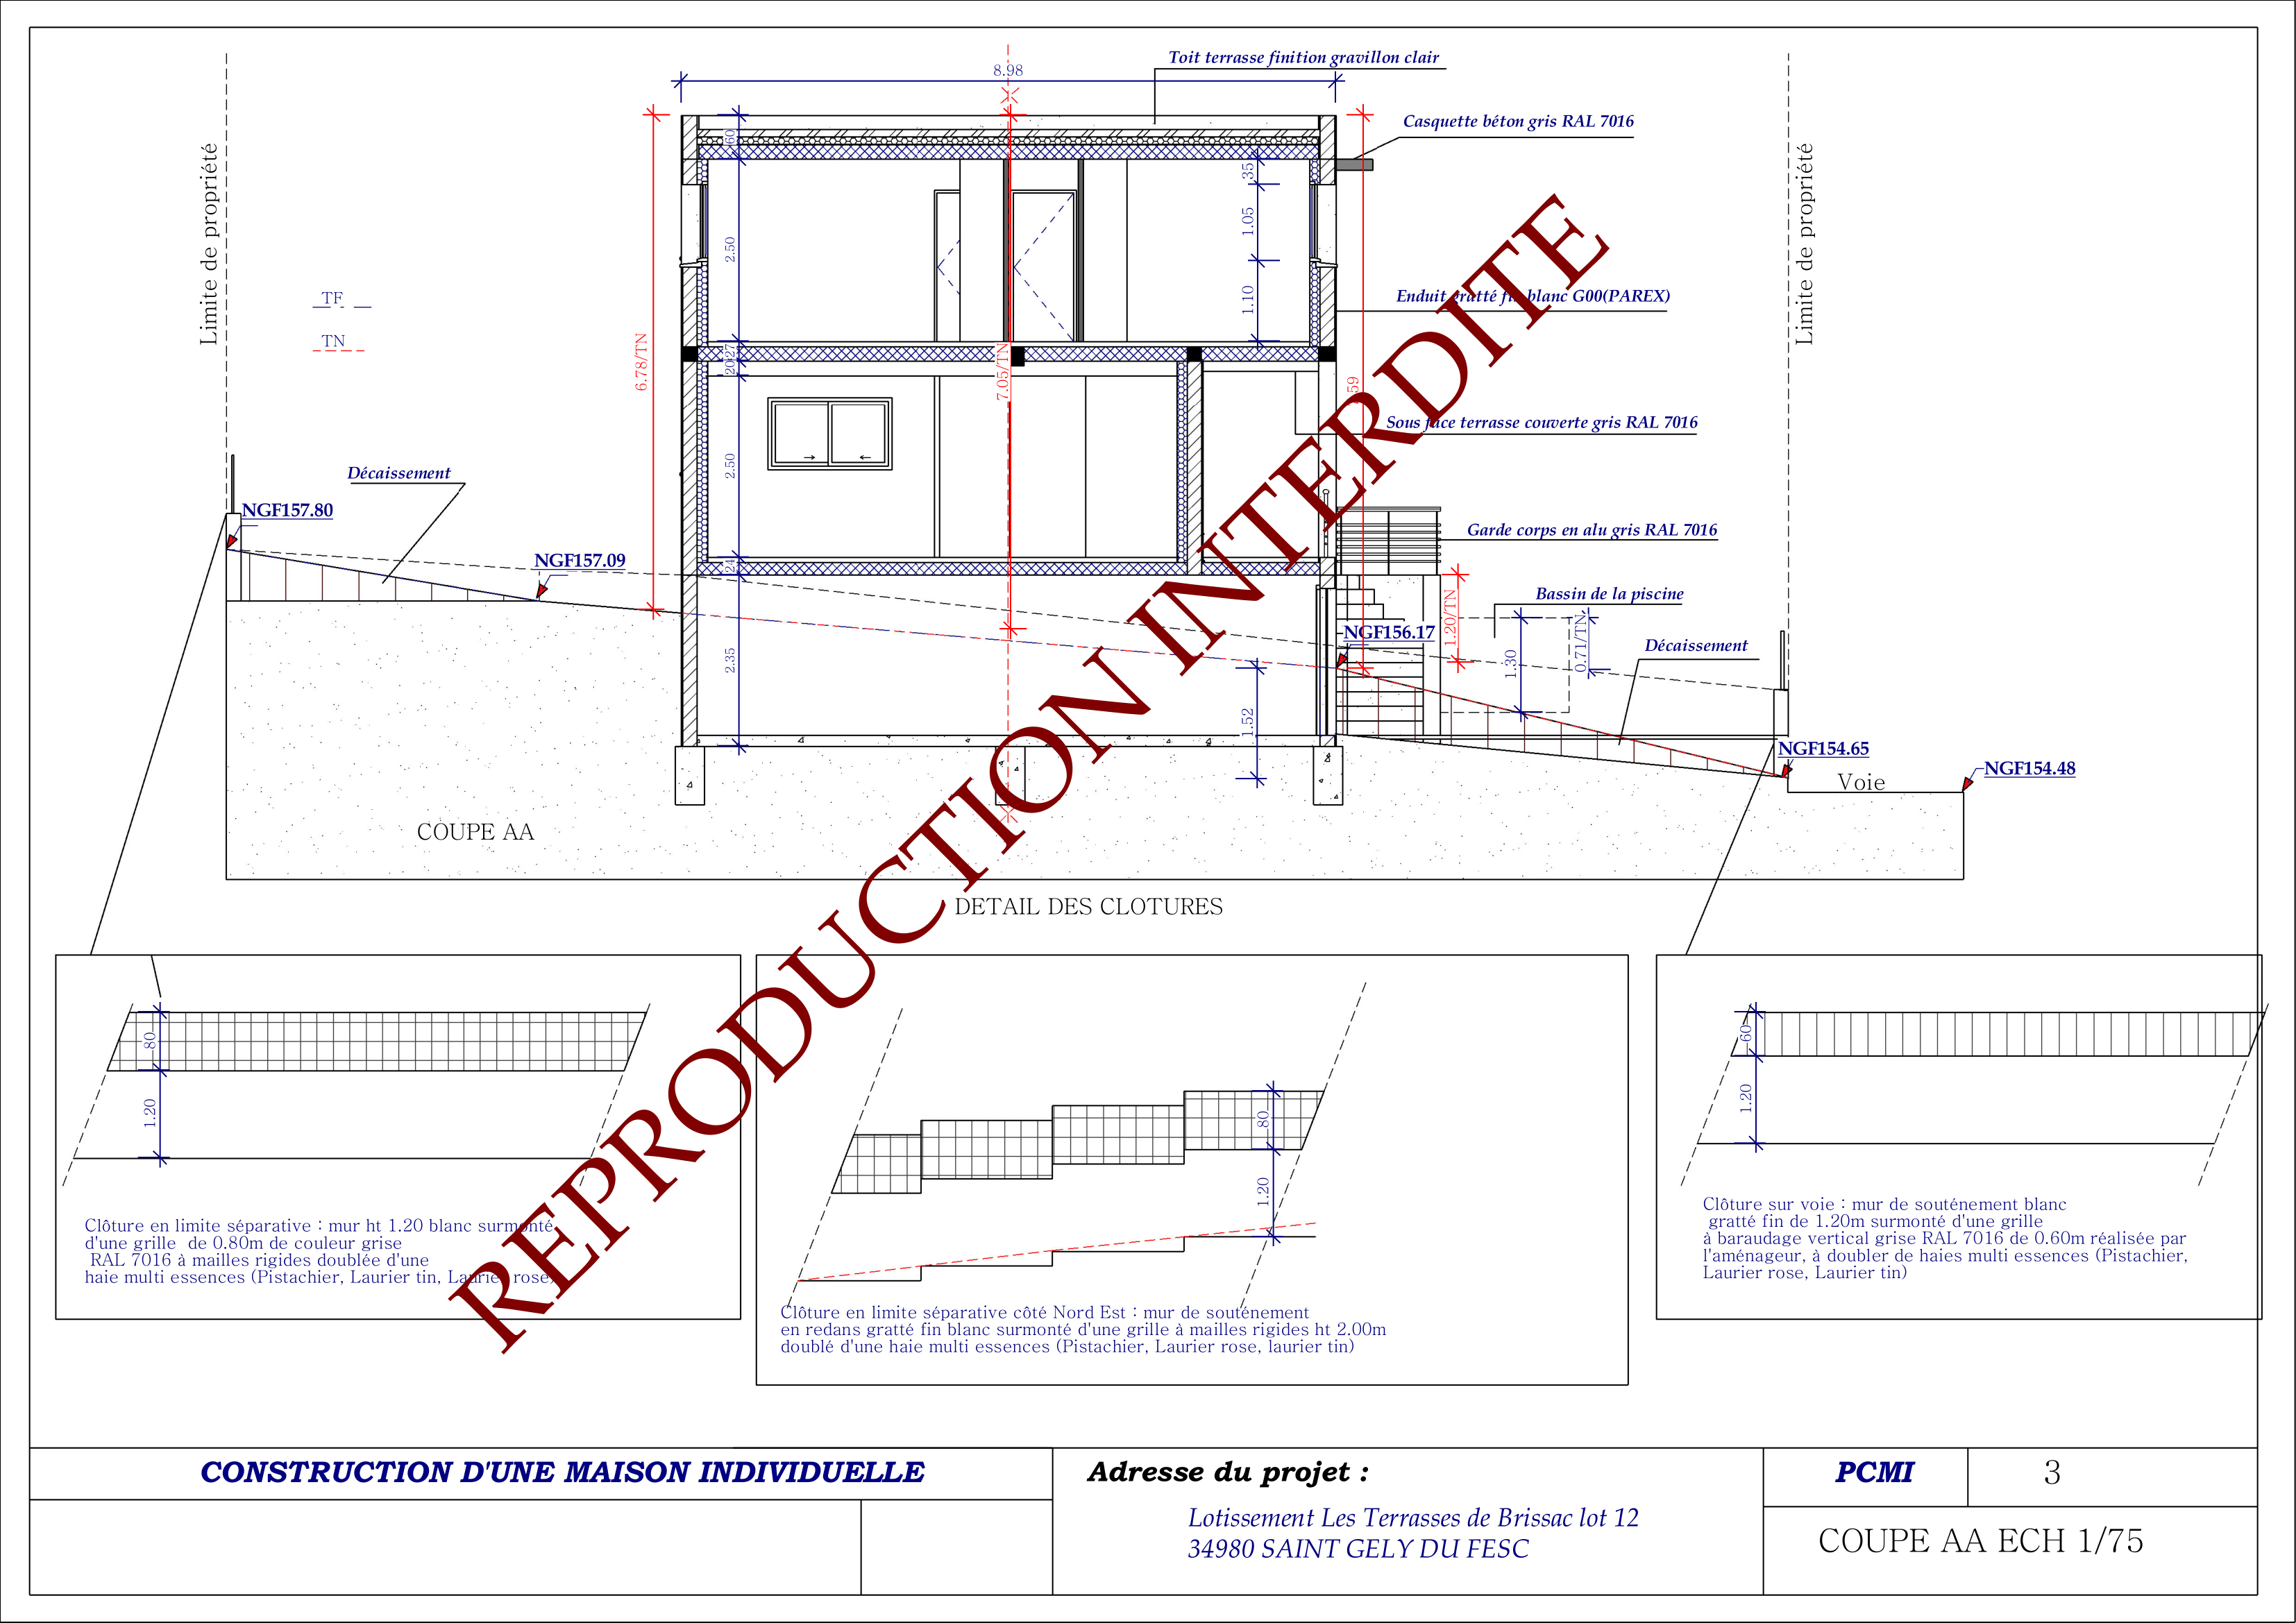 Toit terrasse finition gravillon clair
8.98
Casquette béton gris RAL 7016
Limite de propriété
Limite de propriété
60
35
1.05
2.50
1.10
TF
TN
Enduit gratté fin blanc G00(PAREX)
6.78/TN
27
20
7.05/TN
59
Sous face terrasse couverte gris RAL 7016
2.50
Décaissement
NGF157.80
Garde corps en alu gris RAL 7016
NGF157.09
24
Bassin de la piscine
1.20/TN
NGF156.17
0.71/TN
1.30
Décaissement
2.35
1.52
NGF154.65
NGF154.48
Voie
COUPE AA
DETAIL DES CLOTURES
REPRODUCTION INTERDITE
80
1.20
Clôture en limite séparative : mur ht 1.20 blanc surmonté
d'une grille de 0.80m de couleur grise
RAL 7016 à mailles rigides doublée d'une
haie multi essences (Pistachier, Laurier tin, Laurier rose)
80
1.20
Clôture en limite séparative côté Nord Est : mur de souténement
en redans gratté fin blanc surmonté d'une grille à mailles rigides ht 2.00m
doublé d'une haie multi essences (Pistachier, Laurier rose, laurier tin)
60
1.20
Clôture sur voie : mur de souténement blanc
gratté fin de 1.20m surmonté d'une grille
à baraudage vertical grise RAL 7016 de 0.60m réalisée par
l'aménageur, à doubler de haies multi essences (Pistachier,
Laurier rose, Laurier tin)
CONSTRUCTION D'UNE MAISON INDIVIDUELLE
Adresse du projet :
Lotissement Les Terrasses de Brissac lot 12
34980 SAINT GELY DU FESC
PCMI
3
COUPE AA ECH 1/75